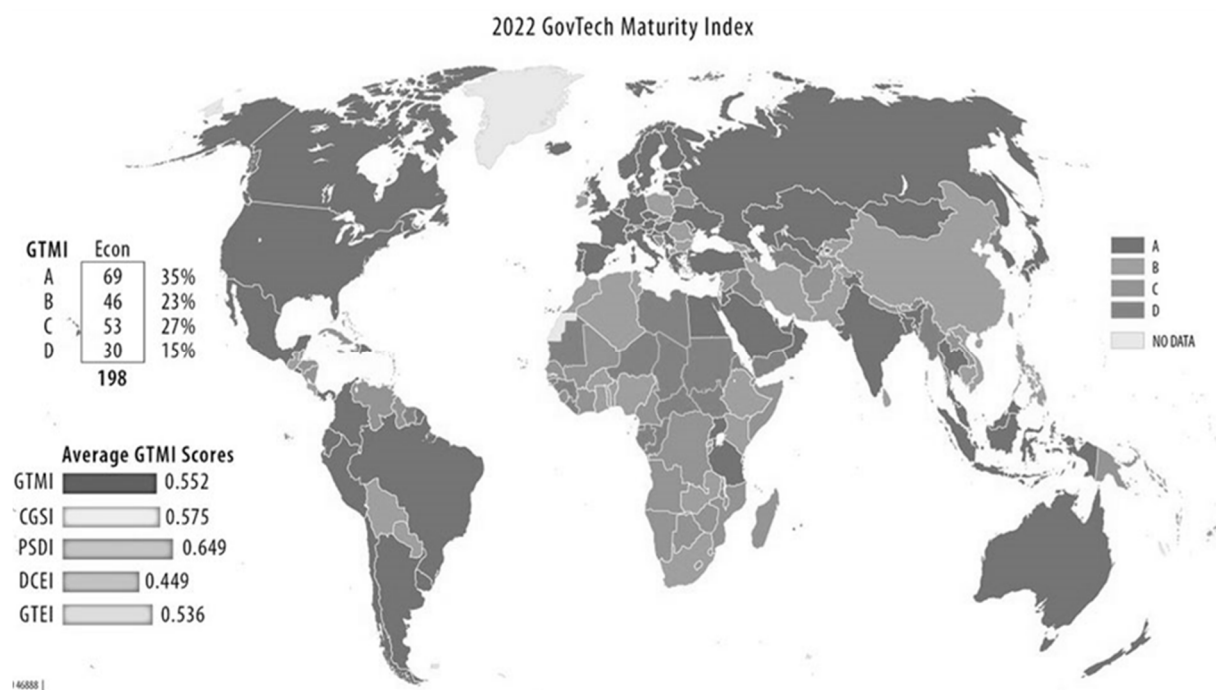 2022 GovTech Maturity Index
GTMI Econ
A 69 35%
B 46 23%
C 53 27%
D 30 15%
198
A
B
C
D
NO DATA
Average GTMI Scores
GTMI 0.552
CGSI 0.575
PSDI 0.649
DCEI 0.449
GTEI 0.536
46888 |